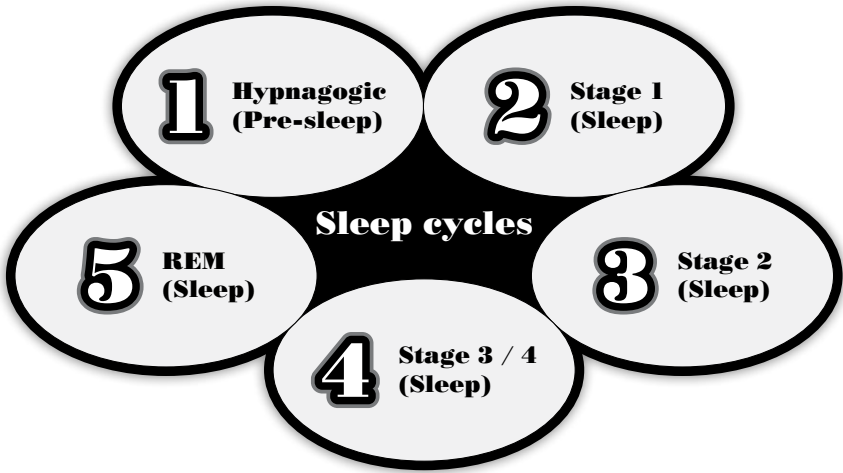 1
Hypnagogic
(Pre-sleep)
2
Stage 1
(Sleep)
Sleep cycles
5
REM
(Sleep)
3
Stage 2
(Sleep)
4
Stage 3 / 4
(Sleep)